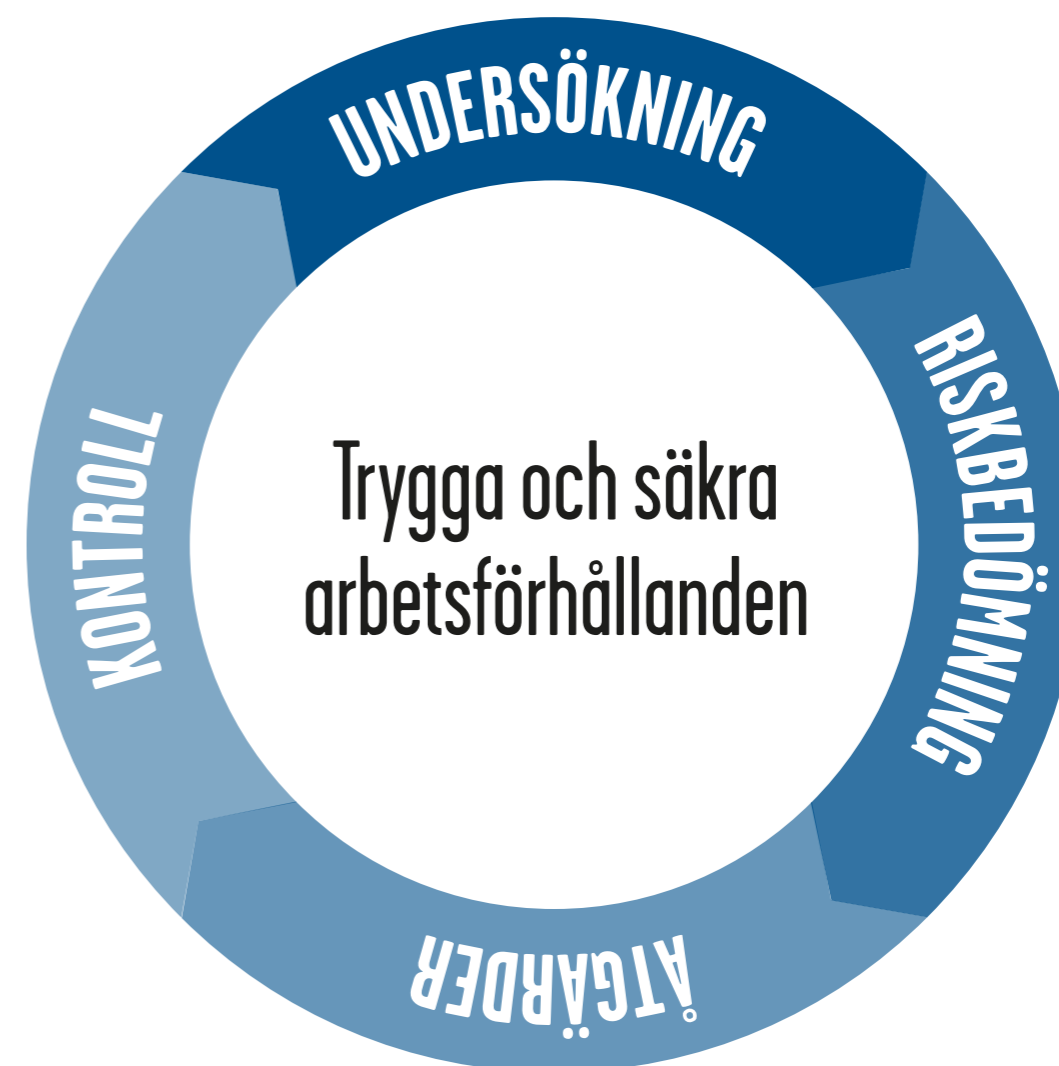 UNDERSÖKNING
RISKBEDÖMNING
ÅTGÄRDER
KONTROLL
Trygga och säkra
arbetsförhållanden